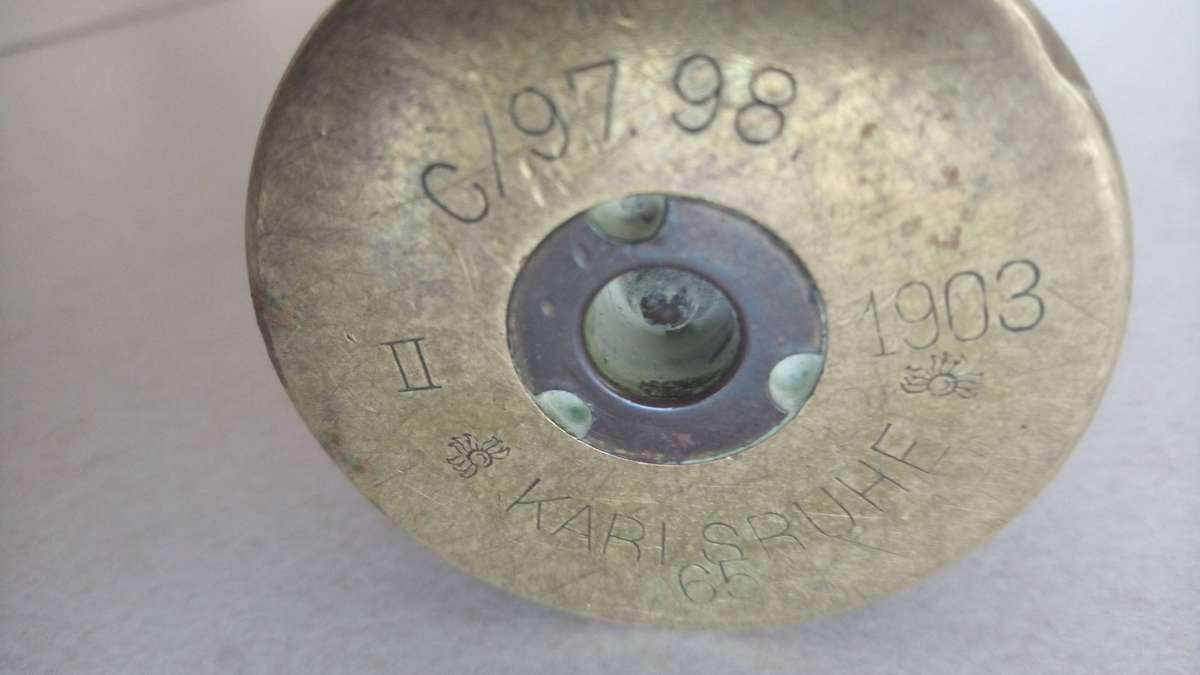 C/97. 98
1903
II
KARLSRUHE
65